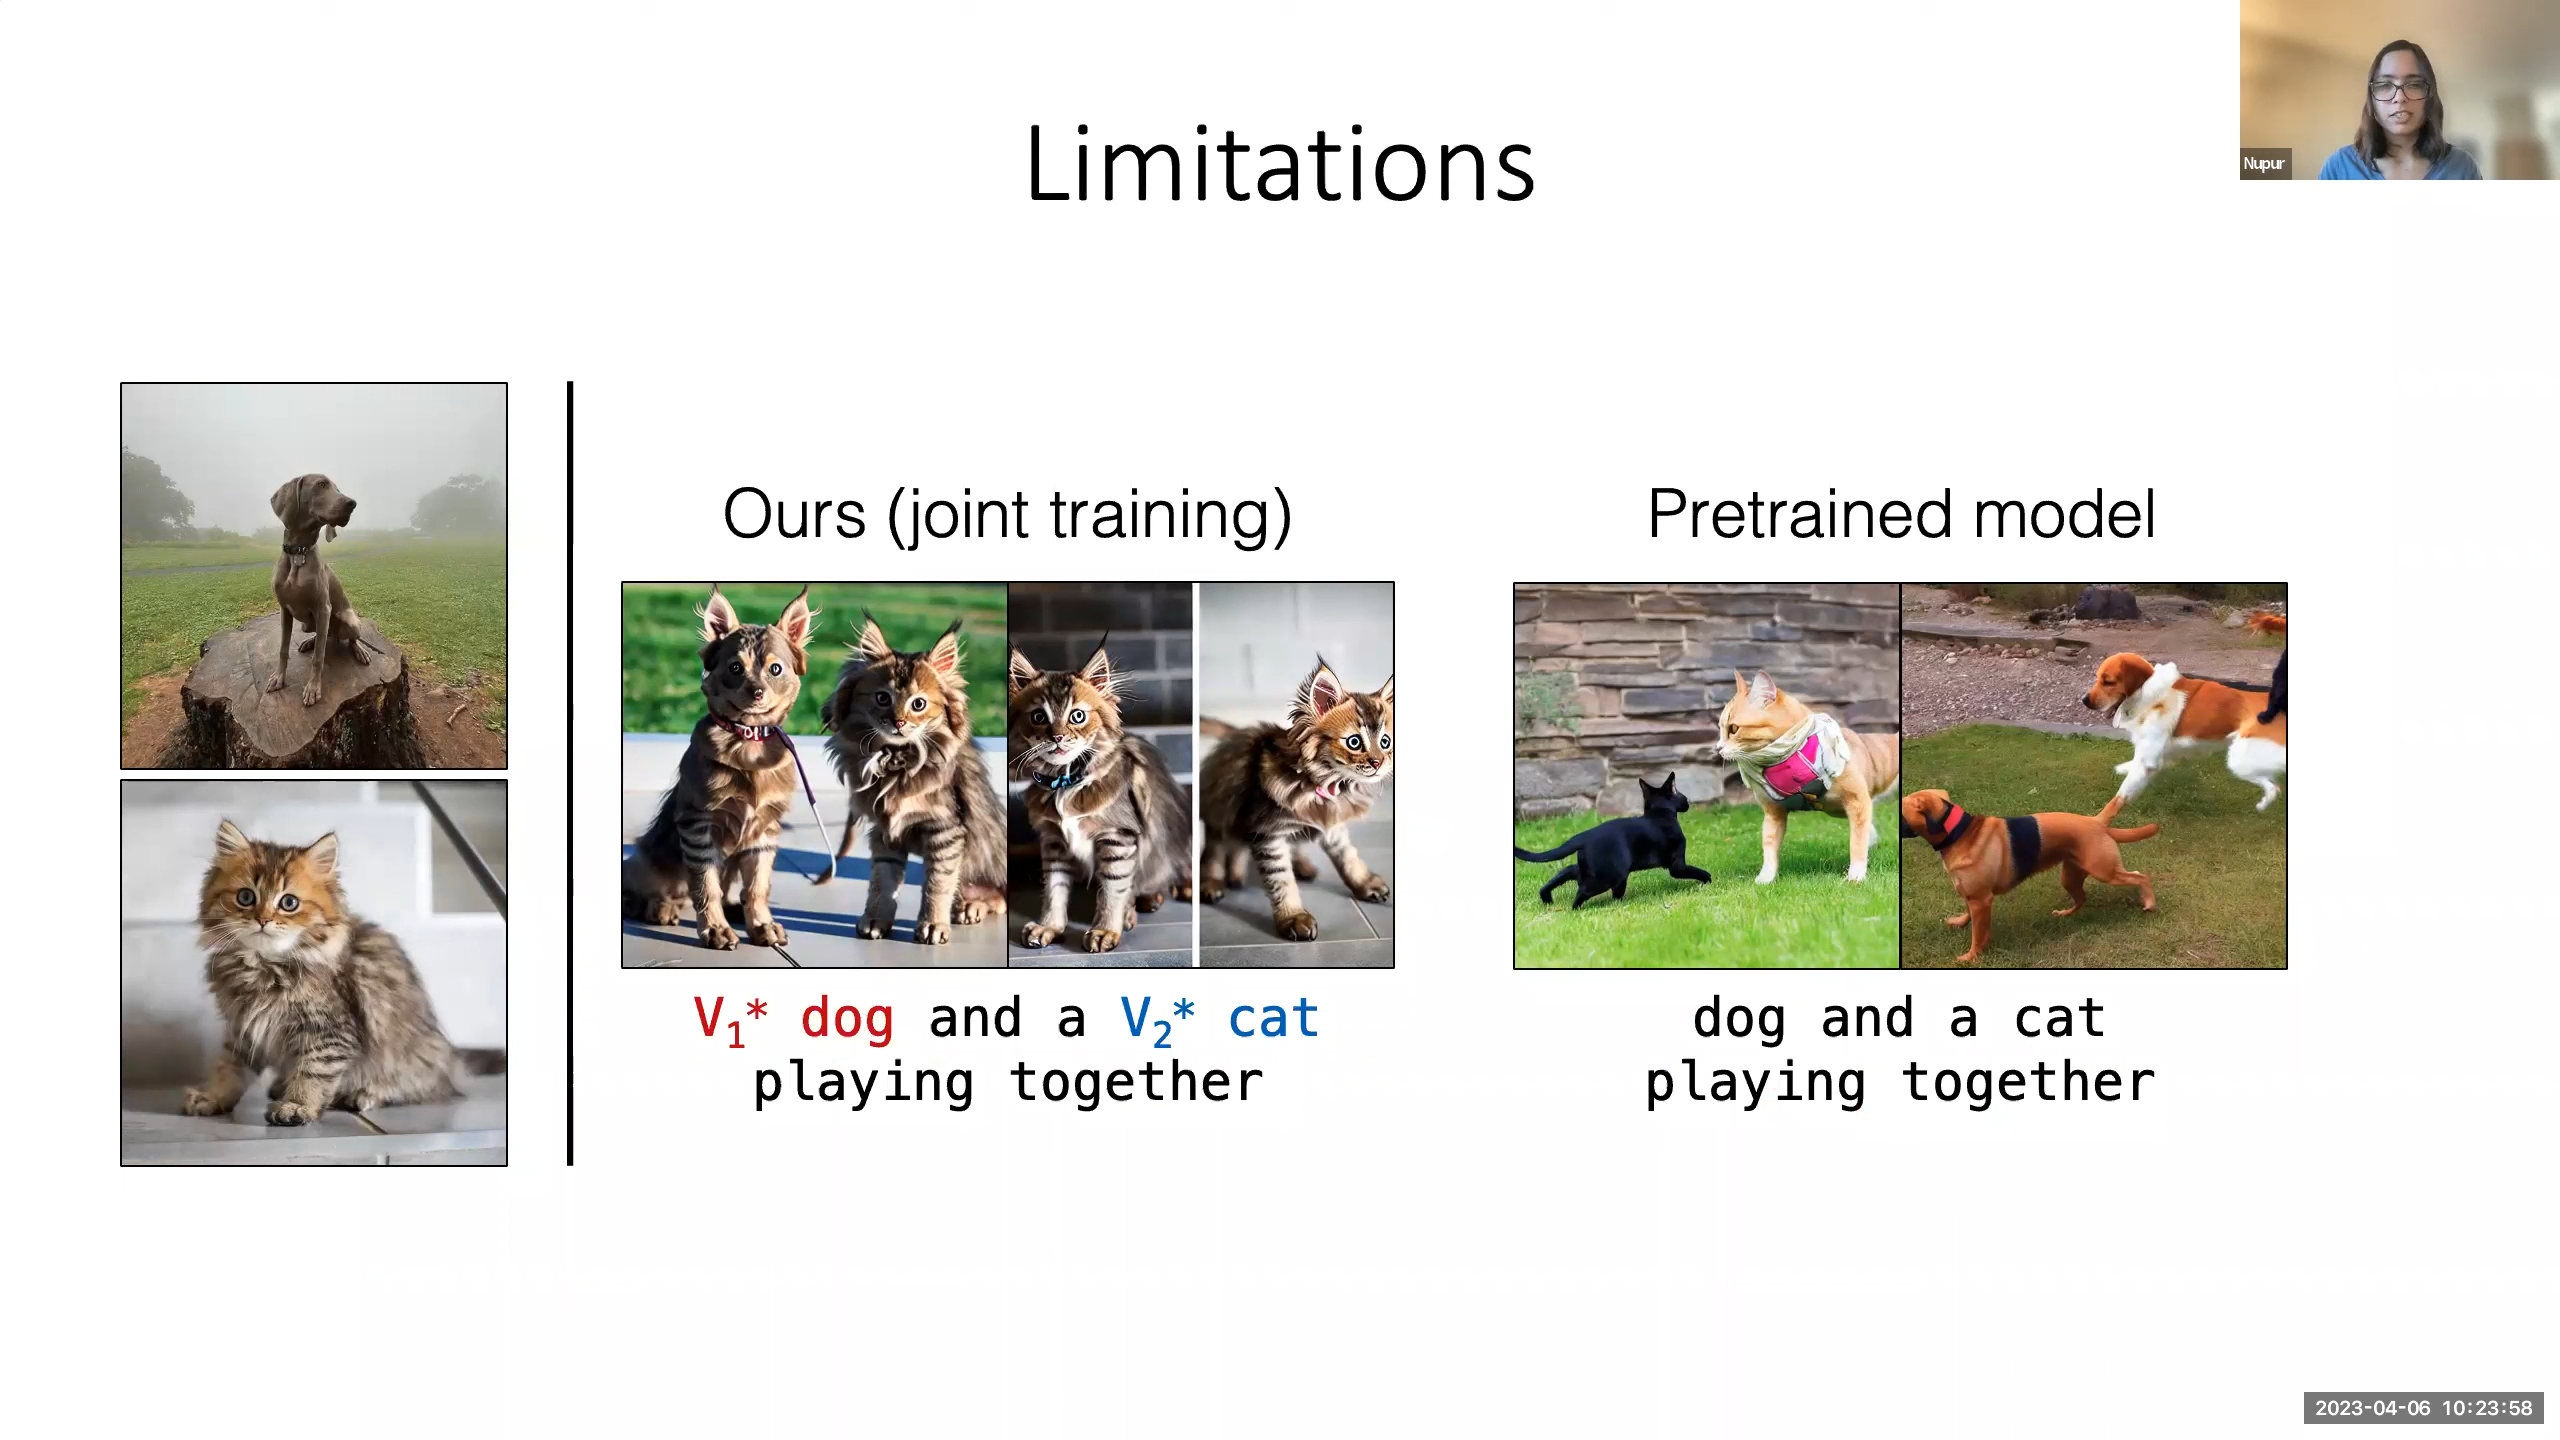 Limitations
Nupur
Ours (joint training)
Pretrained model
V₁* dog and a V₂* cat
playing together
dog and a cat
playing together
2023-04-06 10:23:58